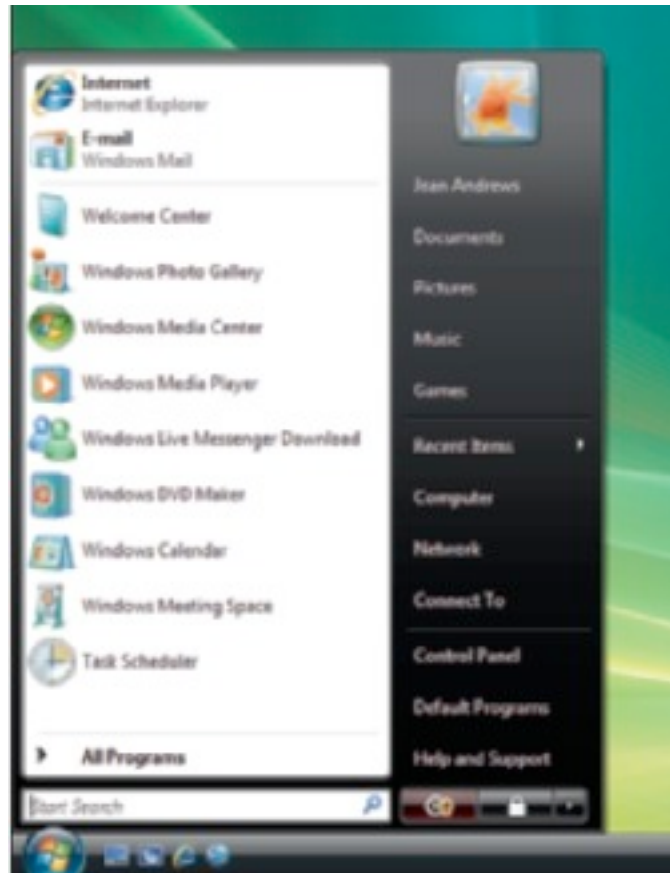 Internet
Internet Explorer
E-mail
Windows Mail
Welcome Center
Windows Photo Gallery
Windows Media Center
Windows Media Player
Windows Live Messenger Download
Windows DVD Maker
Windows Calendar
Windows Meeting Space
Task Scheduler
All Programs
Start Search
Jean Andrews
Documents
Pictures
Music
Games
Recent Items
Computer
Network
Connect To
Control Panel
Default Programs
Help and Support